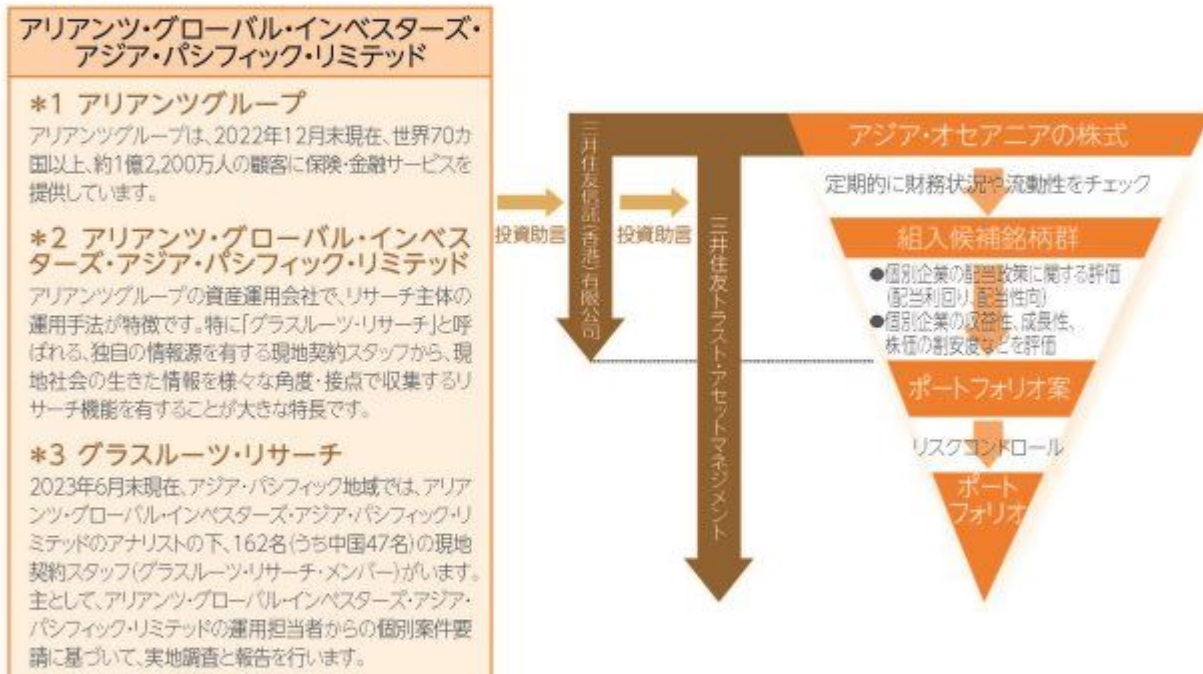 アリアンツ・グローバル・インベスターズ・
アジア・パシフィック・リミテッド
*1 アリアンツグループ
アリアンツグループは、2022年12月末現在、世界70カ
国以上、約1億2,200万人の顧客に保険・金融サービスを
提供しています。
*2 アリアンツ・グローバル・インベス
ターズ・アジア・パシフィック・リミテッド
アリアンツグループの資産運用会社で、リサーチ主体の
運用手法が特徴です。特に「グラスルーツ・リサーチ」と呼
ばれる、独自の情報源を有する現地契約スタッフから、現
地社会の生きた情報を様々な角度・接点で収集するリ
サーチ機能を有することが大きな特長です。
*3 グラスルーツ・リサーチ
2023年6月末現在、アジア・パシフィック地域では、アリア
ンツ・グローバル・インベスターズ・アジア・パシフィック・リ
ミテッドのアナリストの下、162名(うち中国47名)の現地
契約スタッフ(グラスルーツ・リサーチ・メンバー)がいます。
主として、アリアンツ・グローバル・インベスターズ・アジア・
パシフィック・リミテッドの運用担当者からの個別案件要
請に基づいて、実地調査と報告を行います。
投資助言
三井住友信託(香港)有限公司
投資助言
三井住友トラスト・アセットマネジメント
アジア・オセアニアの株式
定期的に財務状況や流動性をチェック
組入候補銘柄群
●個別企業の配当政策に関する評価
(配当利回り、配当性向)
●個別企業の収益性、成長性、
株価の割安度などを評価
ポートフォリオ案
リスクコントロール
ポート
フォリオ